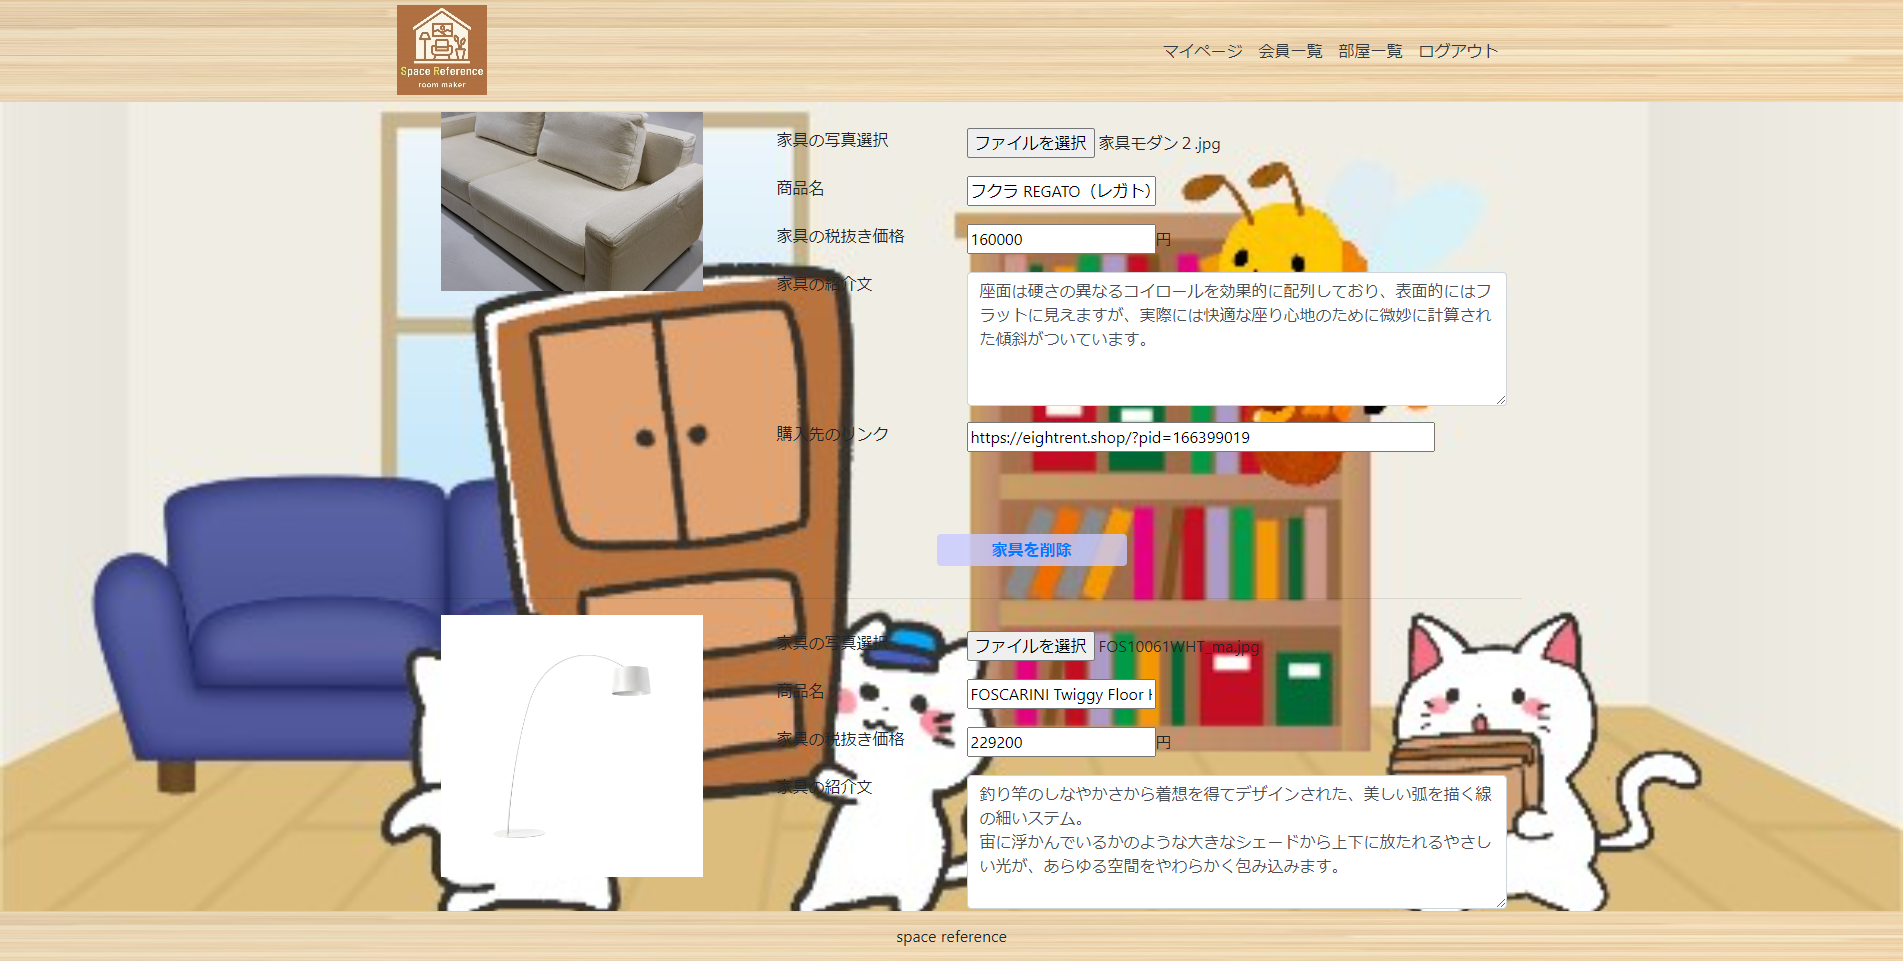 Space Reference
room maker
マイページ 会員一覧 部屋一覧 ログアウト
家具の写真選択
ファイルを選択 家具モダン２.jpg
商品名
フクラ REGATO（レガト）
家具の税抜き価格
160000 円
家具の紹介文
座面は硬さの異なるコイロールを効果的に配列しており、表面的にはフ
ラットに見えますが、実際には快適な座り心地のために微妙に計算され
た傾斜がついています。
購入先のリンク
https://eightrent.shop/?pid=166399019
家具を削除
家具の写真選択
ファイルを選択 FOS10061WHT_ma.jpg
商品名
FOSCARINI Twiggy Floor
家具の税抜き価格
229200 円
家具の紹介文
釣り竿のしなやかさから着想を得てデザインされた、美しい弧を描く線
の細いステム。
宙に浮かんでいるかのような大きなシェードから上下に放たれるやさし
い光が、あらゆる空間をやわらかく包み込みます。
space reference